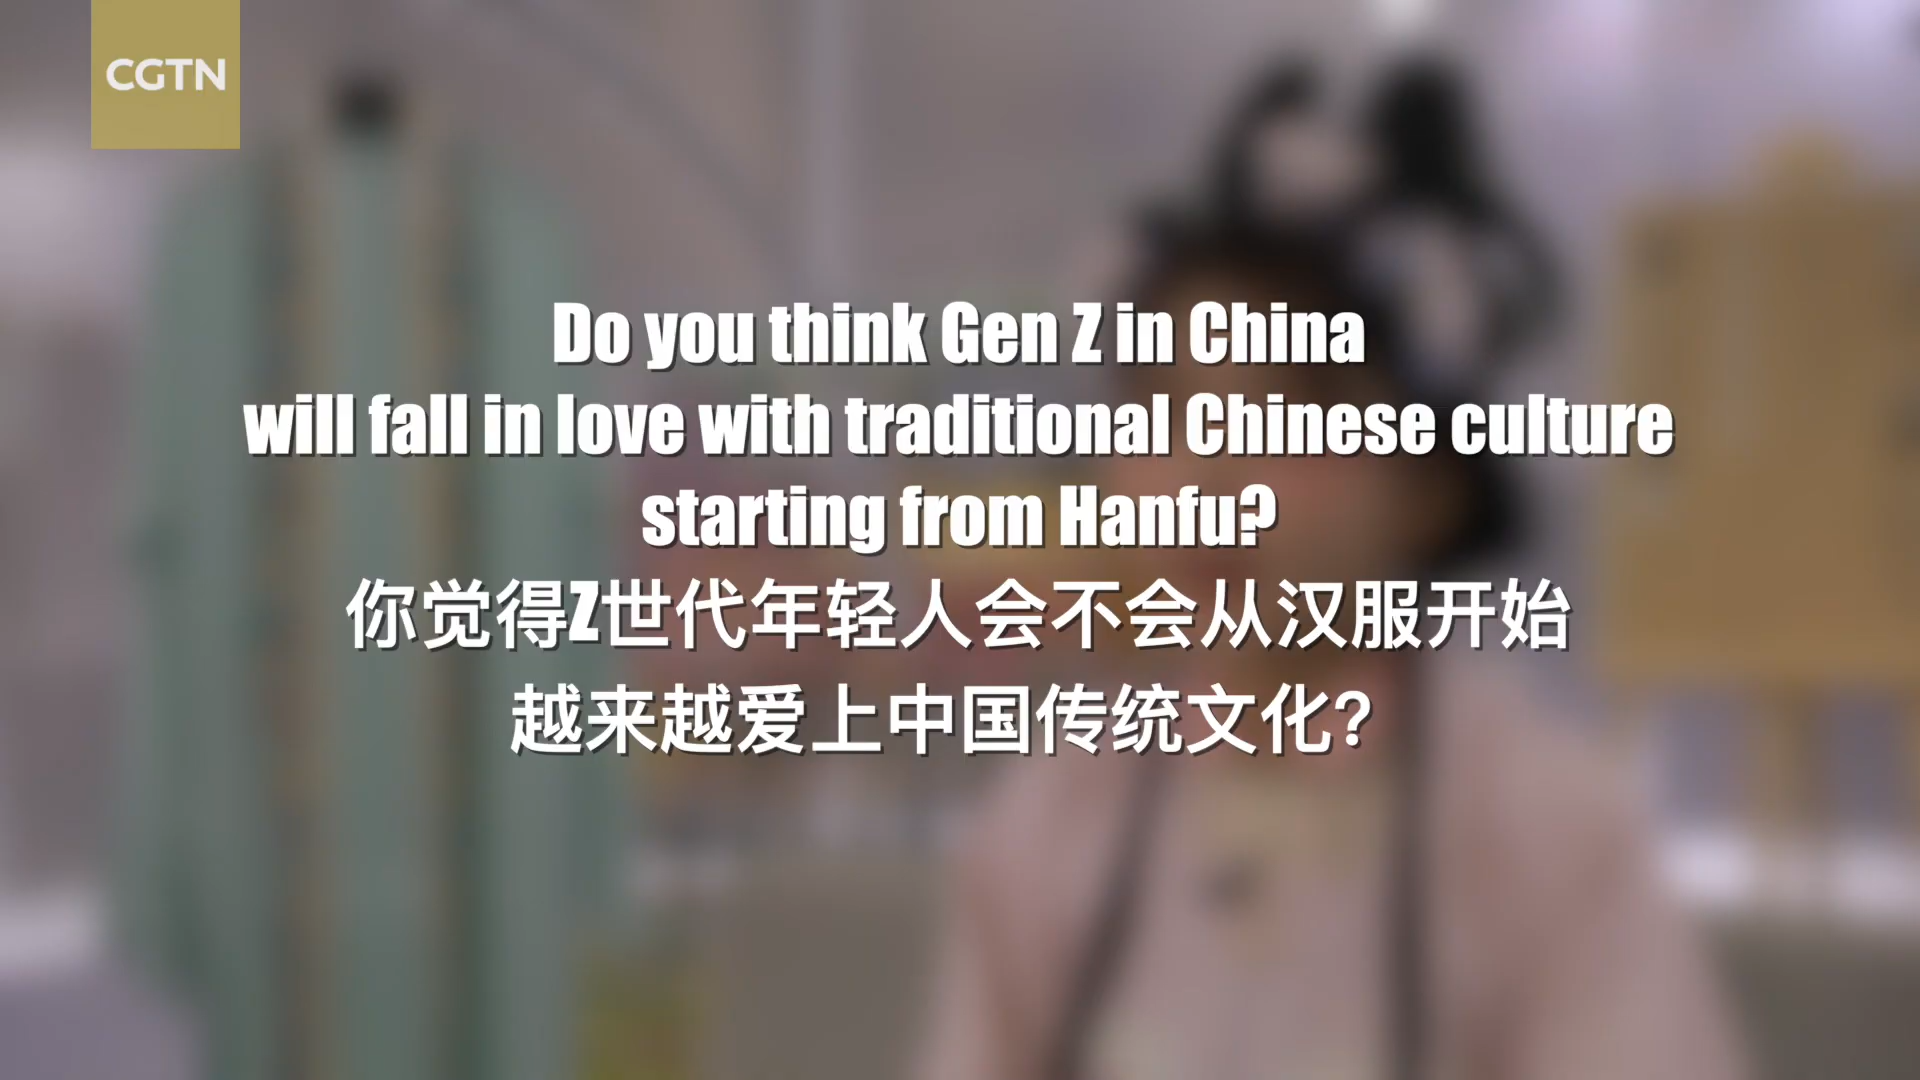 CGTN
Do you think Gen Z in China
will fall in love with traditional Chinese culture
starting from Hanfu?
你觉得Z世代年轻人会不会从汉服开始
越来越爱上中国传统文化?